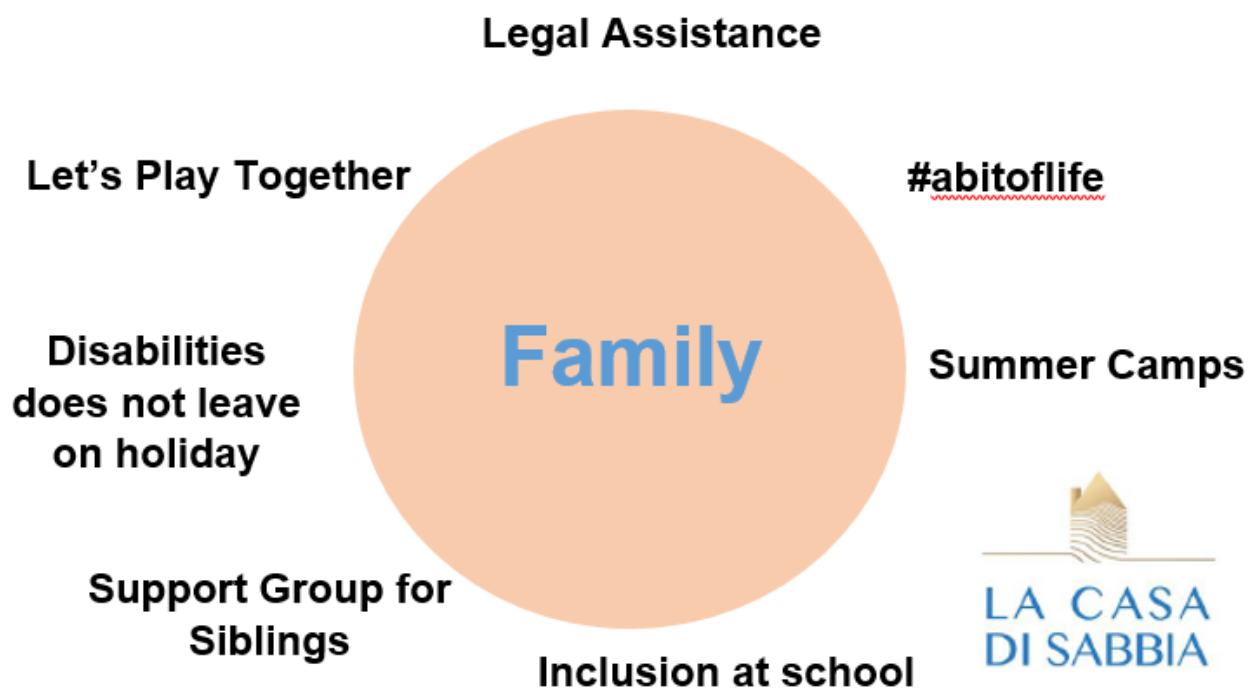 Legal Assistance
Let’s Play Together
#abitoflife
Family
Disabilities
does not leave
on holiday
Summer Camps
Support Group for
Siblings
Inclusion at school
LA CASA
DI SABBIA